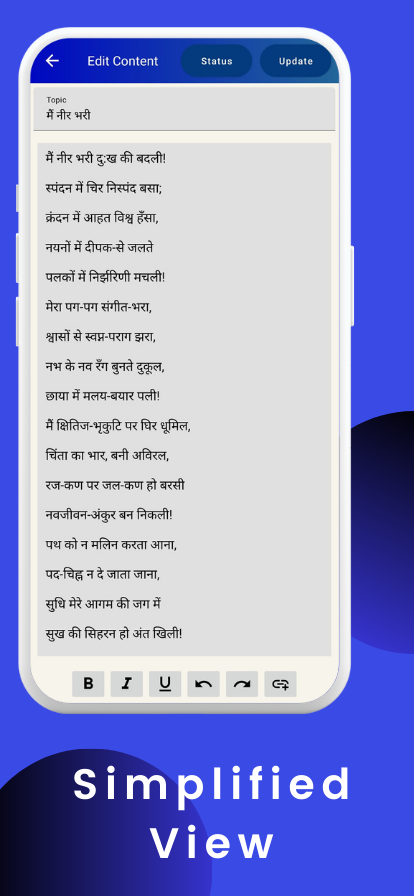 Edit Content
Status
Update
Topic
मैं नीर भरी
मैं नीर भरी दु:ख की बदली!
स्पंदन में चिर निस्पंद बसा;
क्रंदन में आहत विश्व हँसा,
नयनों में दीपक-से जलते
पलकों में निर्झरिणी मचली!
मेरा पग-पग संगीत-भरा,
श्वासों से स्वप्न-पराग झरा,
नभ के नव रँग बुनते दुकूल,
छाया में मलय-बयार पली!
मैं क्षितिज-भृकुटि पर घिर धूमिल,
चिंता का भार, बनी अविरल,
रज-कण पर जल-कण हो बरसी
नवजीवन-अंकुर बन निकली!
पथ को न मलिन करता आना,
पद-चिह्न न दे जाता जाना,
सुधि मेरे आगम की जग में
सुख की सिहरन हो अंत खिली!
B I U
Simplified
View